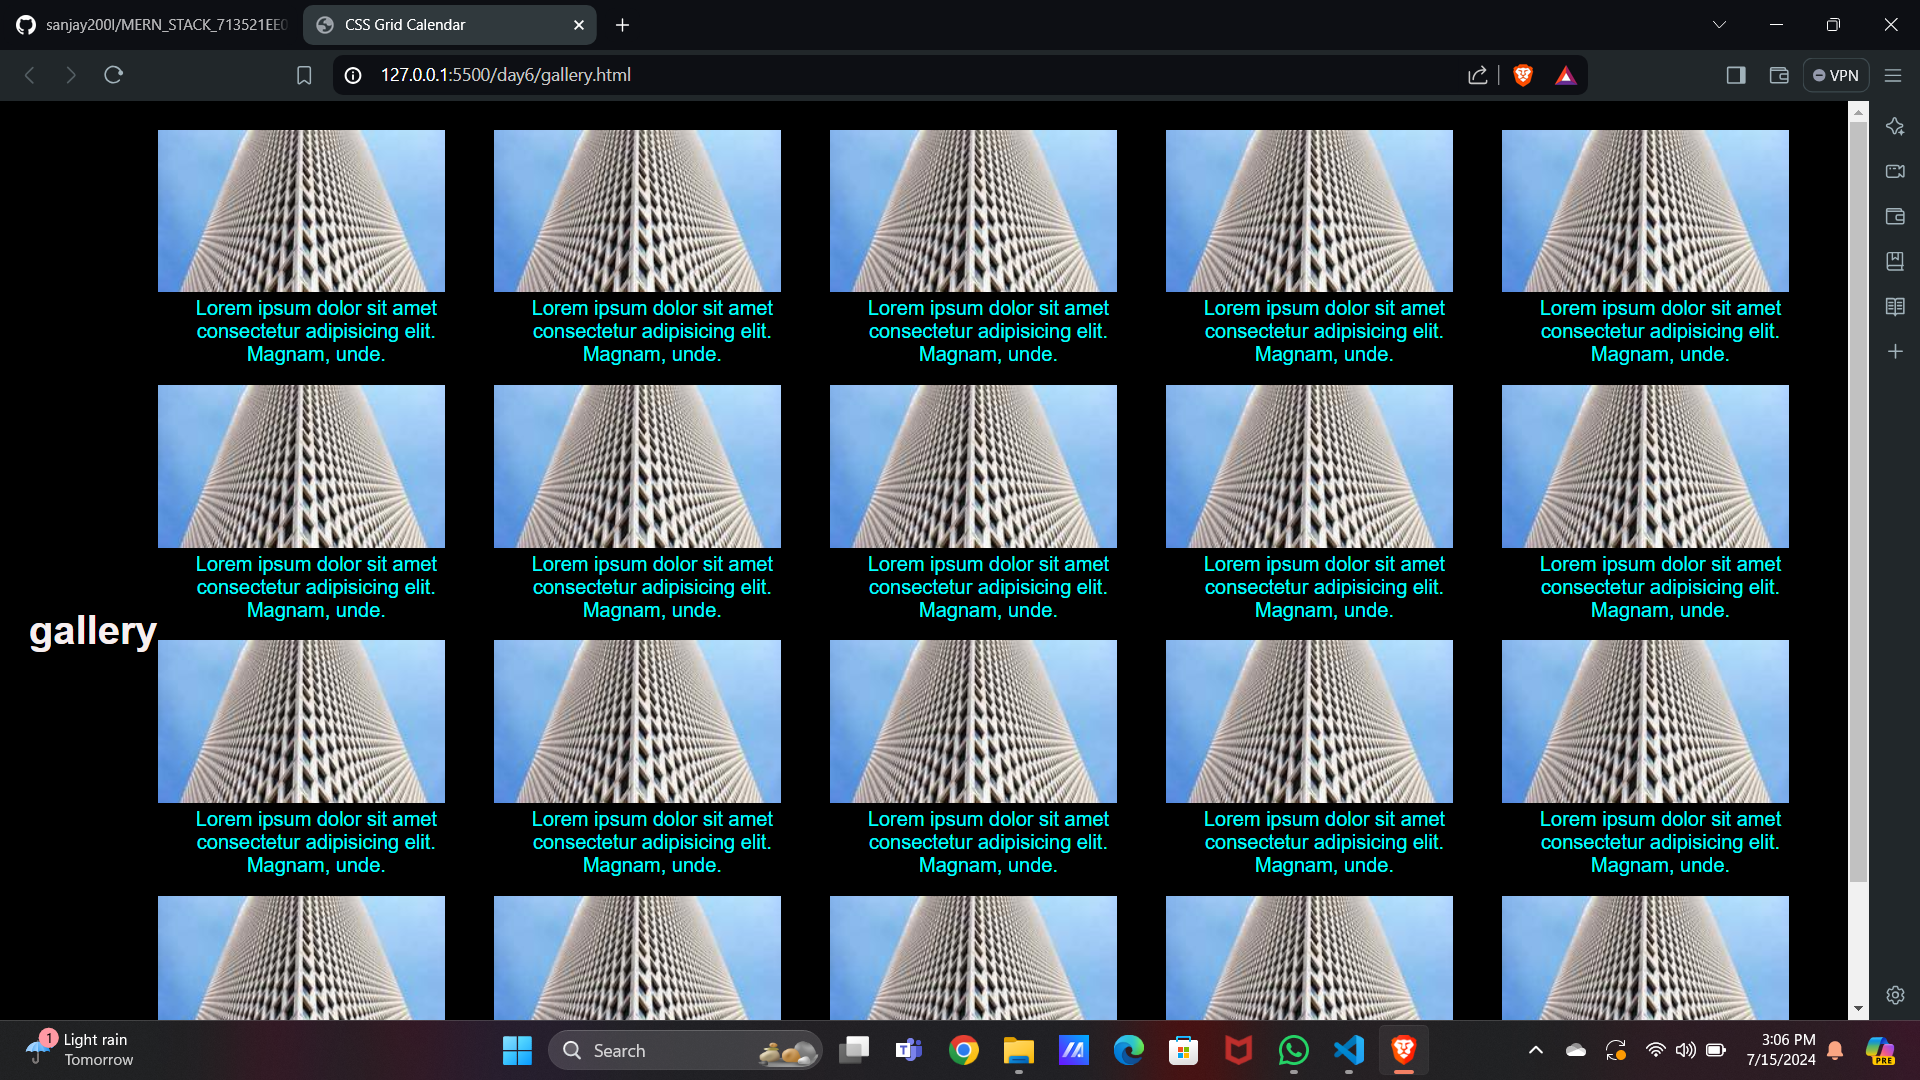 sanjay200l/MERN_STACK_713521EE0
CSS Grid Calendar
127.0.0.1:5500/day6/gallery.html
VPN
Lorem ipsum dolor sit amet
consectetur adipisicing elit.
Magnam, unde.
Lorem ipsum dolor sit amet
consectetur adipisicing elit.
Magnam, unde.
Lorem ipsum dolor sit amet
consectetur adipisicing elit.
Magnam, unde.
Lorem ipsum dolor sit amet
consectetur adipisicing elit.
Magnam, unde.
Lorem ipsum dolor sit amet
consectetur adipisicing elit.
Magnam, unde.
Lorem ipsum dolor sit amet
consectetur adipisicing elit.
Magnam, unde.
Lorem ipsum dolor sit amet
consectetur adipisicing elit.
Magnam, unde.
Lorem ipsum dolor sit amet
consectetur adipisicing elit.
Magnam, unde.
Lorem ipsum dolor sit amet
consectetur adipisicing elit.
Magnam, unde.
Lorem ipsum dolor sit amet
consectetur adipisicing elit.
Magnam, unde.
gallery
Lorem ipsum dolor sit amet
consectetur adipisicing elit.
Magnam, unde.
Lorem ipsum dolor sit amet
consectetur adipisicing elit.
Magnam, unde.
Lorem ipsum dolor sit amet
consectetur adipisicing elit.
Magnam, unde.
Lorem ipsum dolor sit amet
consectetur adipisicing elit.
Magnam, unde.
Lorem ipsum dolor sit amet
consectetur adipisicing elit.
Magnam, unde.
1
Light rain
Tomorrow
Search
T
3:06 PM
7/15/2024
PRE